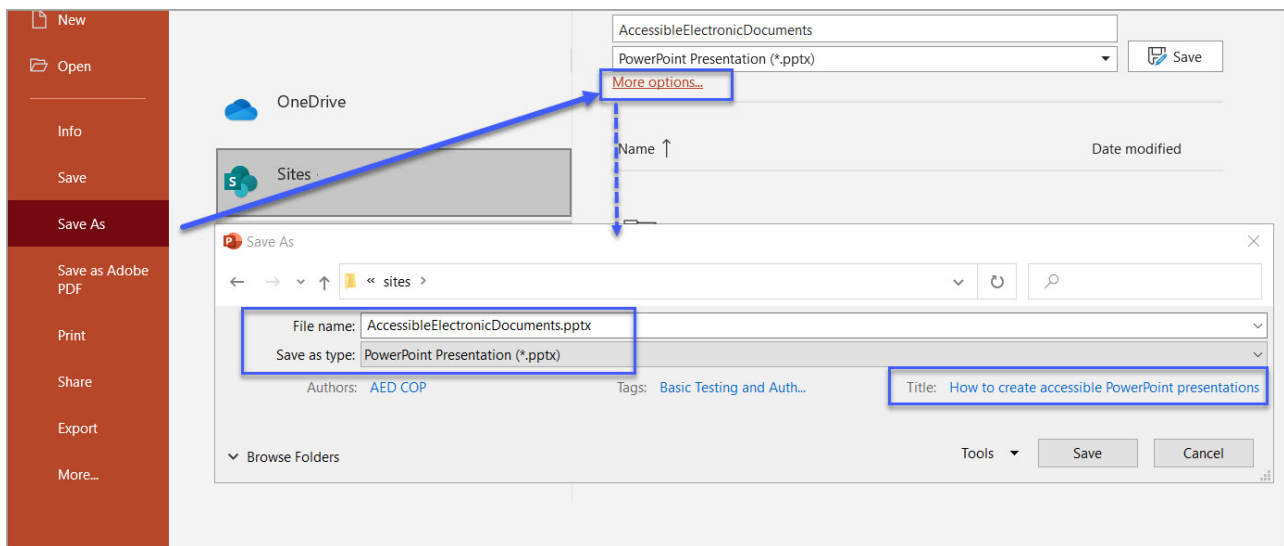 New
Open
Info
Save
Save As
Save as Adobe
PDF
Print
Share
Export
More...
OneDrive
Sites
AccessibleElectronicDocuments
PowerPoint Presentation (*.pptx)
Save
More options...
Name ↑
Date modified
Save As
« sites >
File name: AccessibleElectronicDocuments.pptx
Save as type: PowerPoint Presentation (*.pptx)
Authors: AED COP Tags: Basic Testing and Auth... Title: How to create accessible PowerPoint presentations
Browse Folders
Tools
Save
Cancel